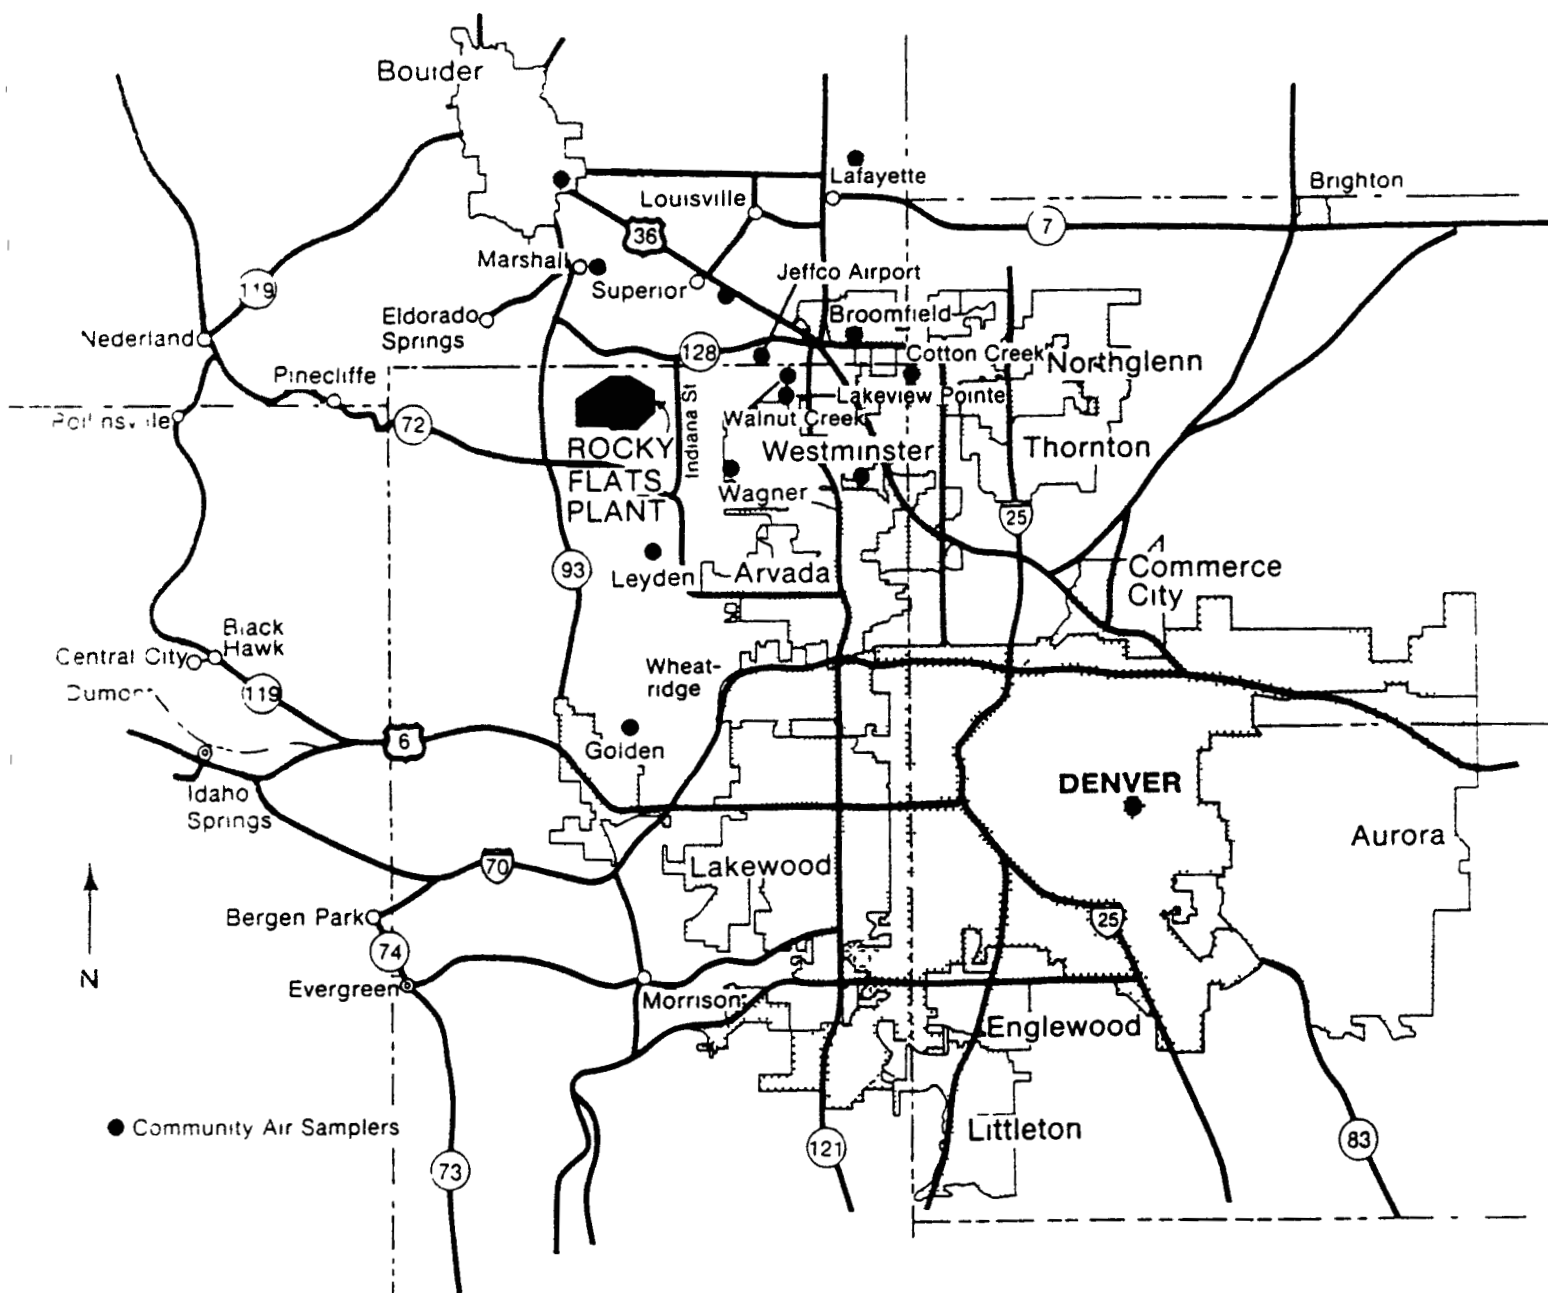 Boulder
Lafayette
Brighton
Louisville
36
7
Marshall
Jeffco Airport
Superior
119
Eldorado
Springs
Broomfield
Nederland
128
Cotton Creek
Northglenn
Pinecliffe
Indiana St
Lakeview Pointe
Walnut Creek
72
ROCKY
FLATS
PLANT
Westminster
Thornton
Wagner
25
93
Leyden
Arvada
Commerce
City
Black
Hawk
Central City
Wheat-
ridge
119
6
Golden
DENVER
Idaho
Springs
Aurora
70
Lakewood
Bergen Park
25
74
N
Evergreen
Morrison
Englewood
Community Air Samplers
Littleton
121
83
73